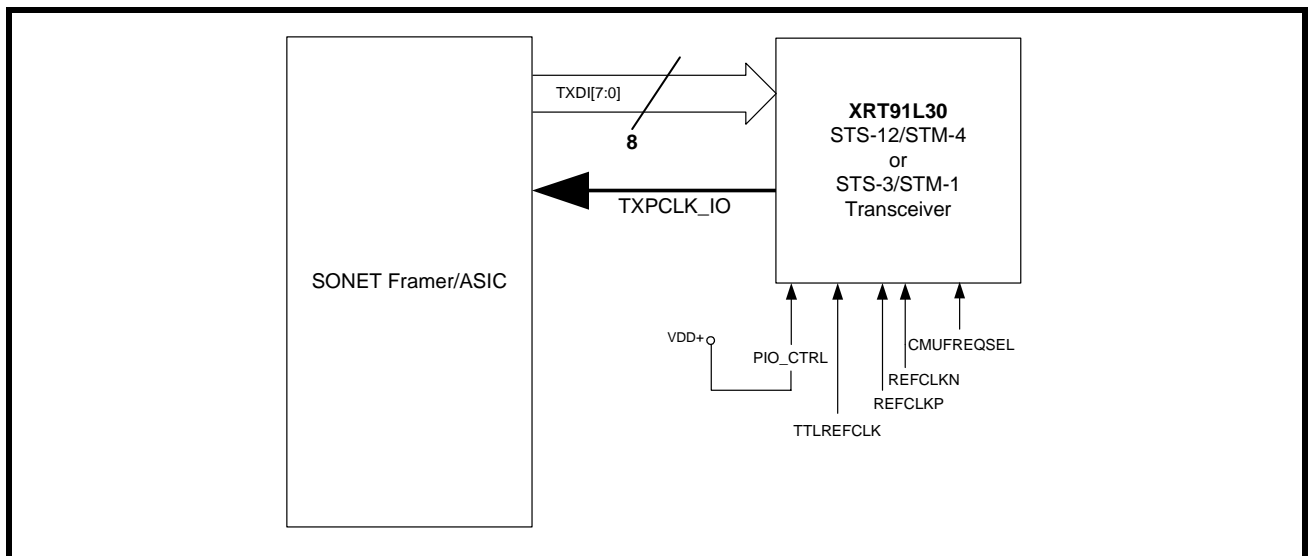 TXDI[7:0]
8
TXPCLK_IO
SONET Framer/ASIC
XRT91L30
STS-12/STM-4
or
STS-3/STM-1
Transceiver
VDD+
PIO_CTRL
TTLREFCLK
REFCLKP
REFCLKN
CMUFREQSEL